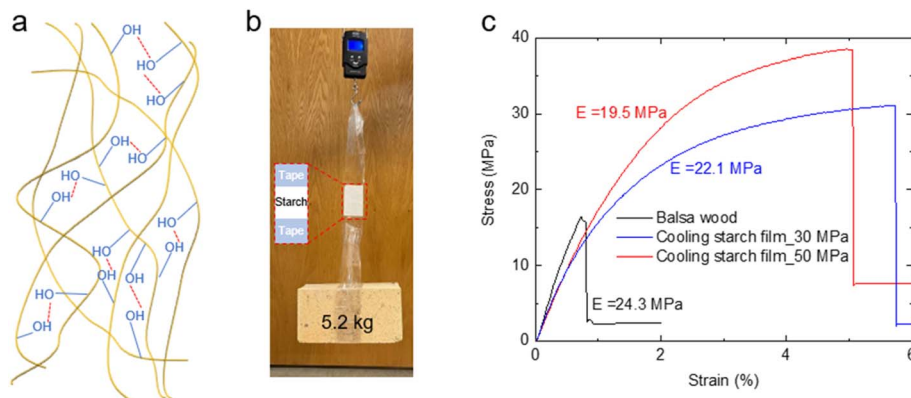 a
OH
HO
HO
OH
HO
HO
OH
HO
OH
HO
OH
OH
OH
HO
OH
OH
b
Tape
Starch
Tape
5.2 kg
c
40
30
20
10
0
Stress (MPa)
E =19.5 MPa
E =22.1 MPa
Balsa wood
Cooling starch film_30 MPa
Cooling starch film_50 MPa
E =24.3 MPa
0
2
4
6
Strain (%)